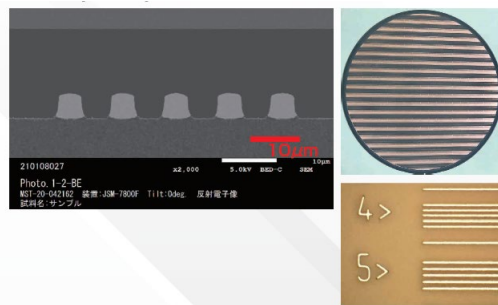 10μm
210108027 x2,000 5.0kV BED-C SEM 10μm
Photo.1-2-BE
MST-20-042162 装置:JSM-7800F Tilt:0deg. 反射電子像
試料名:サンプル
4>
5>